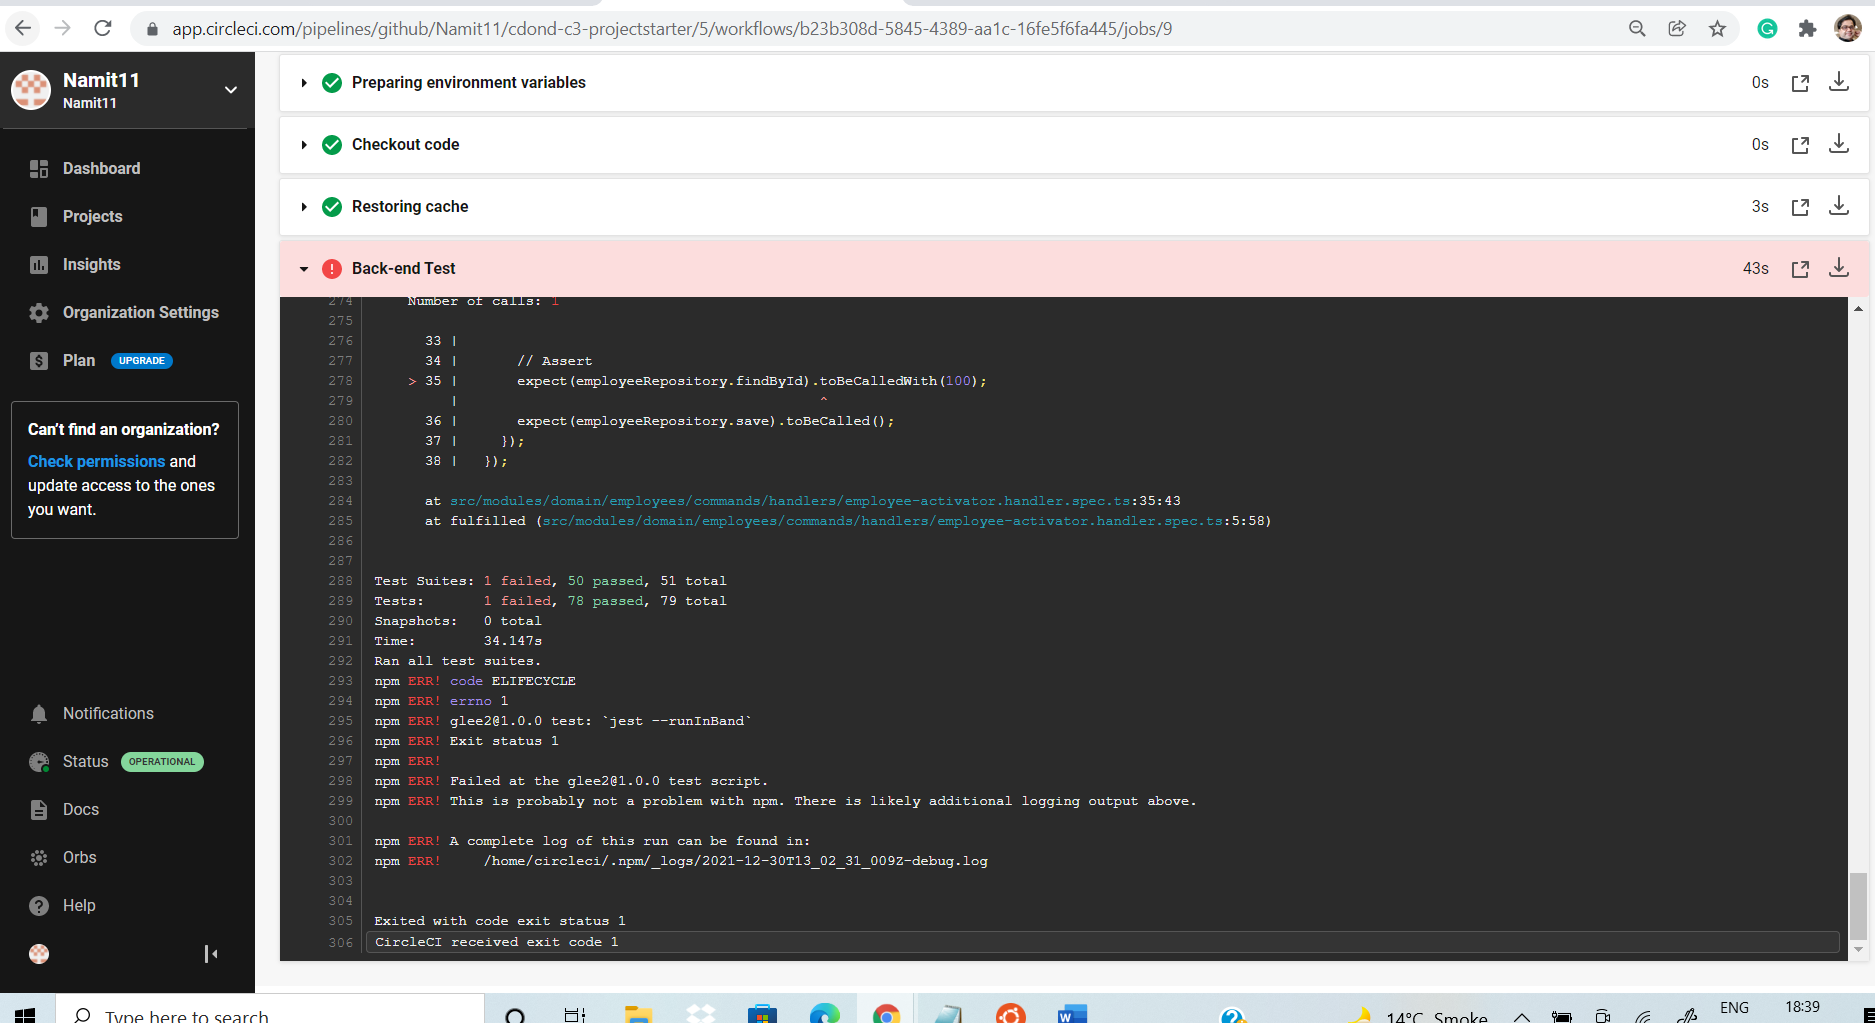 app.circleci.com/pipelines/github/Namit11/cdond-c3-projectstarter/5/workflows/b23b308d-5845-4389-aa1c-16fe5f6fa445/jobs/9
Namit11
Namit11
Dashboard
Projects
Insights
Organization Settings
Plan UPGRADE
Can't find an organization?
Check permissions and
update access to the ones
you want.
Notifications
Status OPERATIONAL
Docs
Orbs
Help
Preparing environment variables 0s
Checkout code 0s
Restoring cache 3s
Back-end Test 43s
274 Number of calls: 1
275
276 33 |
277 34 | // Assert
278 > 35 | expect(employeeRepository.findById).toBeCalledWith(100);
279 | ^
280 36 | expect(employeeRepository.save).toBeCalled();
281 37 | });
282 38 | });
283
284 at src/modules/domain/employees/commands/handlers/employee-activator.handler.spec.ts:35:43
285 at fulfilled (src/modules/domain/employees/commands/handlers/employee-activator.handler.spec.ts:5:58)
286
287
288 Test Suites: 1 failed, 50 passed, 51 total
289 Tests: 1 failed, 78 passed, 79 total
290 Snapshots: 0 total
291 Time: 34.147s
292 Ran all test suites.
293 npm ERR! code ELIFECYCLE
294 npm ERR! errno 1
295 npm ERR! glee2@1.0.0 test: `jest --runInBand`
296 npm ERR! Exit status 1
297 npm ERR!
298 npm ERR! Failed at the glee2@1.0.0 test script.
299 npm ERR! This is probably not a problem with npm. There is likely additional logging output above.
300
301 npm ERR! A complete log of this run can be found in:
302 npm ERR! /home/circleci/.npm/_logs/2021-12-30T13_02_31_009Z-debug.log
303
304
305 Exited with code exit status 1
306 CircleCI received exit code 1
Type here to search
14°C Smoke
ENG
18:39